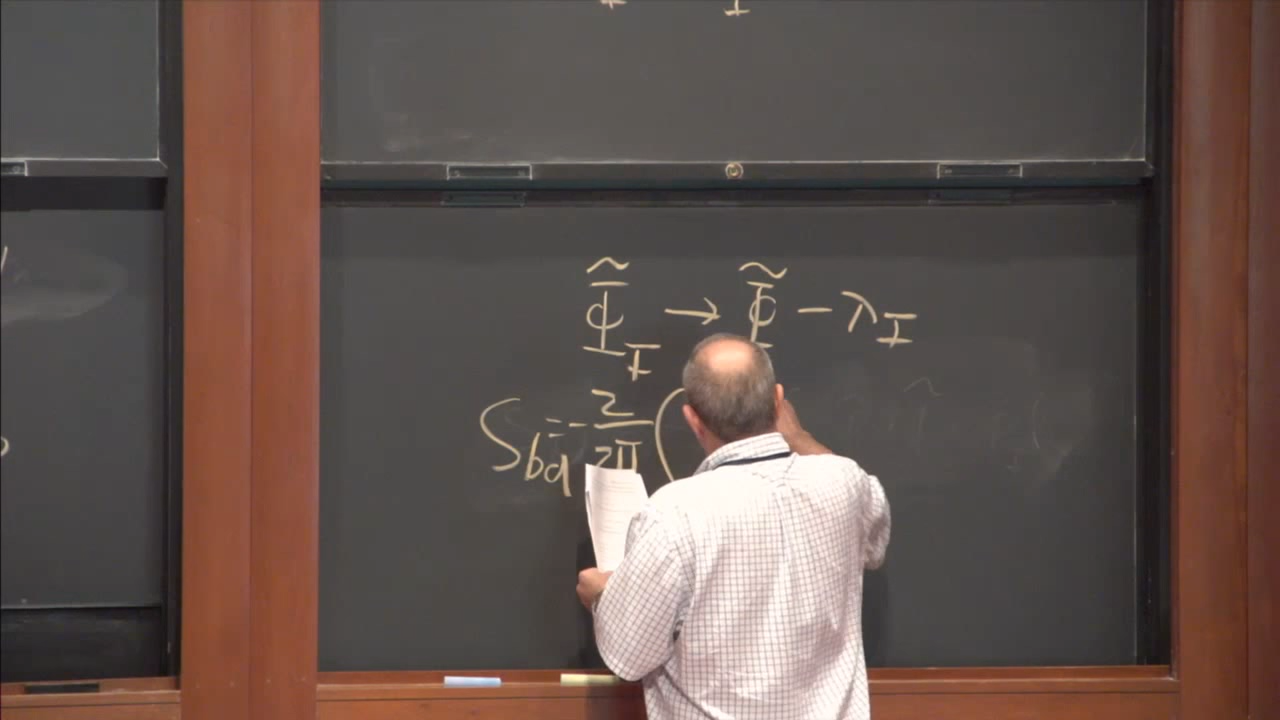 Φ̃_I → Φ̃ − λ_I
S_bd = − 2/2π (